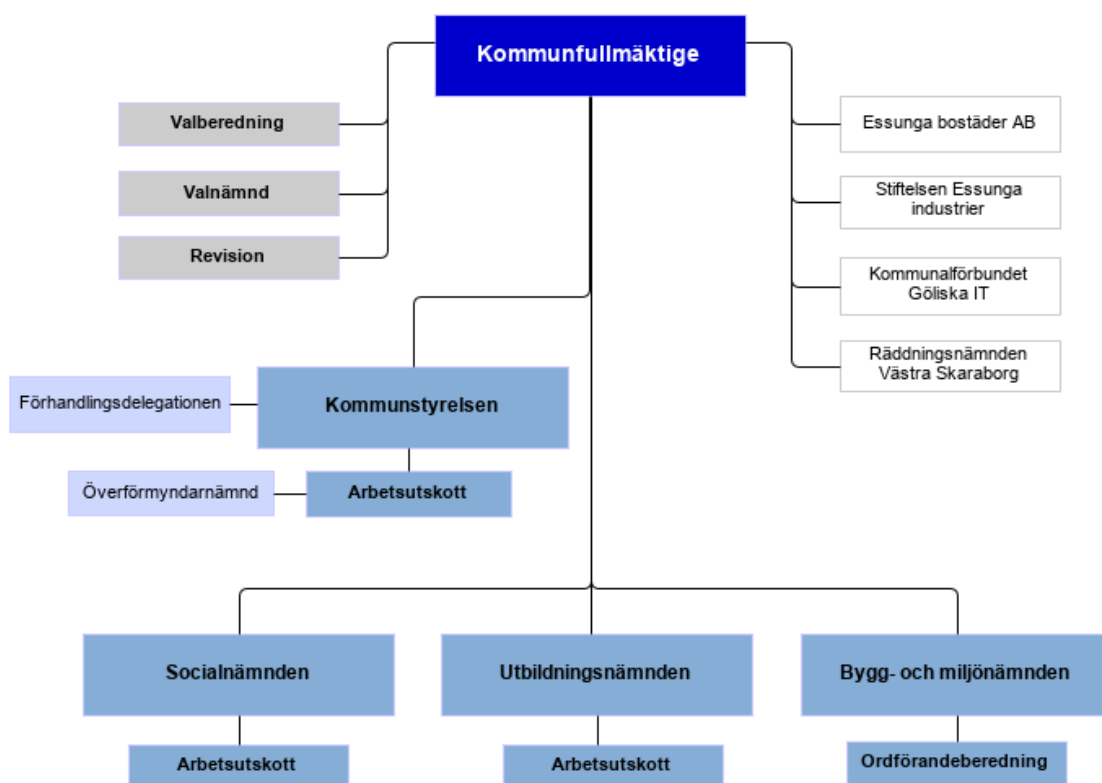 Kommunfullmäktige
Valberedning
Valnämnd
Revision
Essunga bostäder AB
Stiftelsen Essunga
industrier
Kommunalförbundet
Göliska IT
Räddningsnämnden
Västra Skaraborg
Förhandlingsdelegationen
Kommunstyrelsen
Överförmyndarnämnd
Arbetsutskott
Socialnämnden
Utbildningsnämnden
Bygg- och miljönämnden
Arbetsutskott
Arbetsutskott
Ordförandeberedning